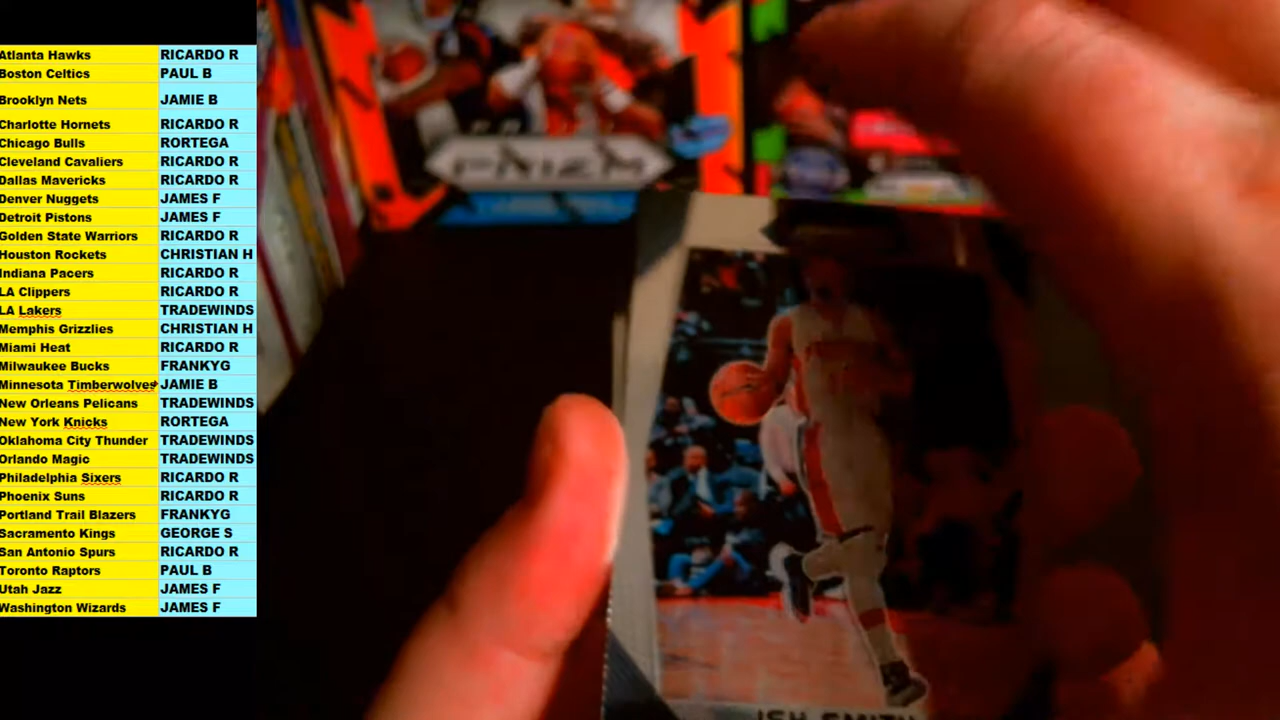 Atlanta Hawks RICARDO R
Boston Celtics PAUL B
Brooklyn Nets JAMIE B
Charlotte Hornets RICARDO R
Chicago Bulls RORTEGA
Cleveland Cavaliers RICARDO R
Dallas Mavericks RICARDO R
Denver Nuggets JAMES F
Detroit Pistons JAMES F
Golden State Warriors RICARDO R
Houston Rockets CHRISTIAN H
Indiana Pacers RICARDO R
LA Clippers RICARDO R
LA Lakers TRADEWINDS
Memphis Grizzlies CHRISTIAN H
Miami Heat RICARDO R
Milwaukee Bucks FRANKYG
Minnesota Timberwolves JAMIE B
New Orleans Pelicans TRADEWINDS
New York Knicks RORTEGA
Oklahoma City Thunder TRADEWINDS
Orlando Magic TRADEWINDS
Philadelphia Sixers RICARDO R
Phoenix Suns RICARDO R
Portland Trail Blazers FRANKYG
Sacramento Kings GEORGE S
San Antonio Spurs RICARDO R
Toronto Raptors PAUL B
Utah Jazz JAMES F
Washington Wizards JAMES F
PRIZM
ISH SMITH